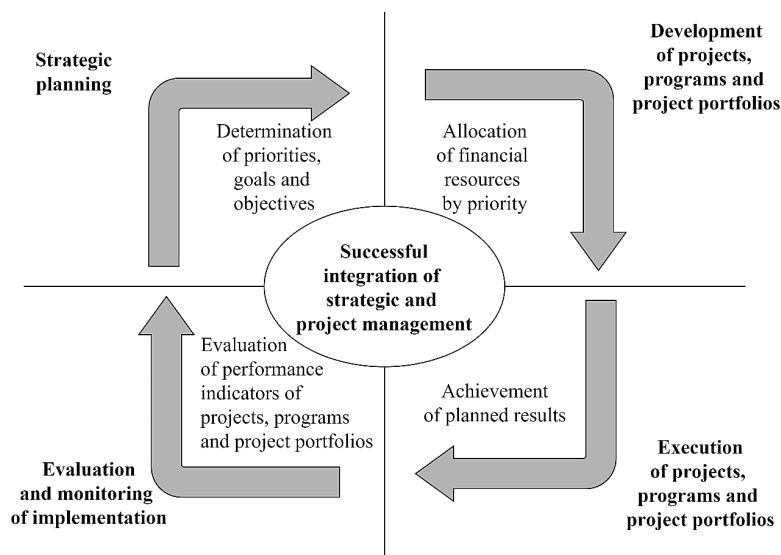 Strategic
planning
Determination
of priorities,
goals and
objectives
Development
of projects,
programs and
project portfolios
Allocation
of financial
resources
by priority
Successful
integration of
strategic and
project management
Evaluation
of performance
indicators of
projects, programs
and project portfolios
Evaluation
and monitoring
of implementation
Achievement
of planned results
Execution
of projects,
programs and
project portfolios